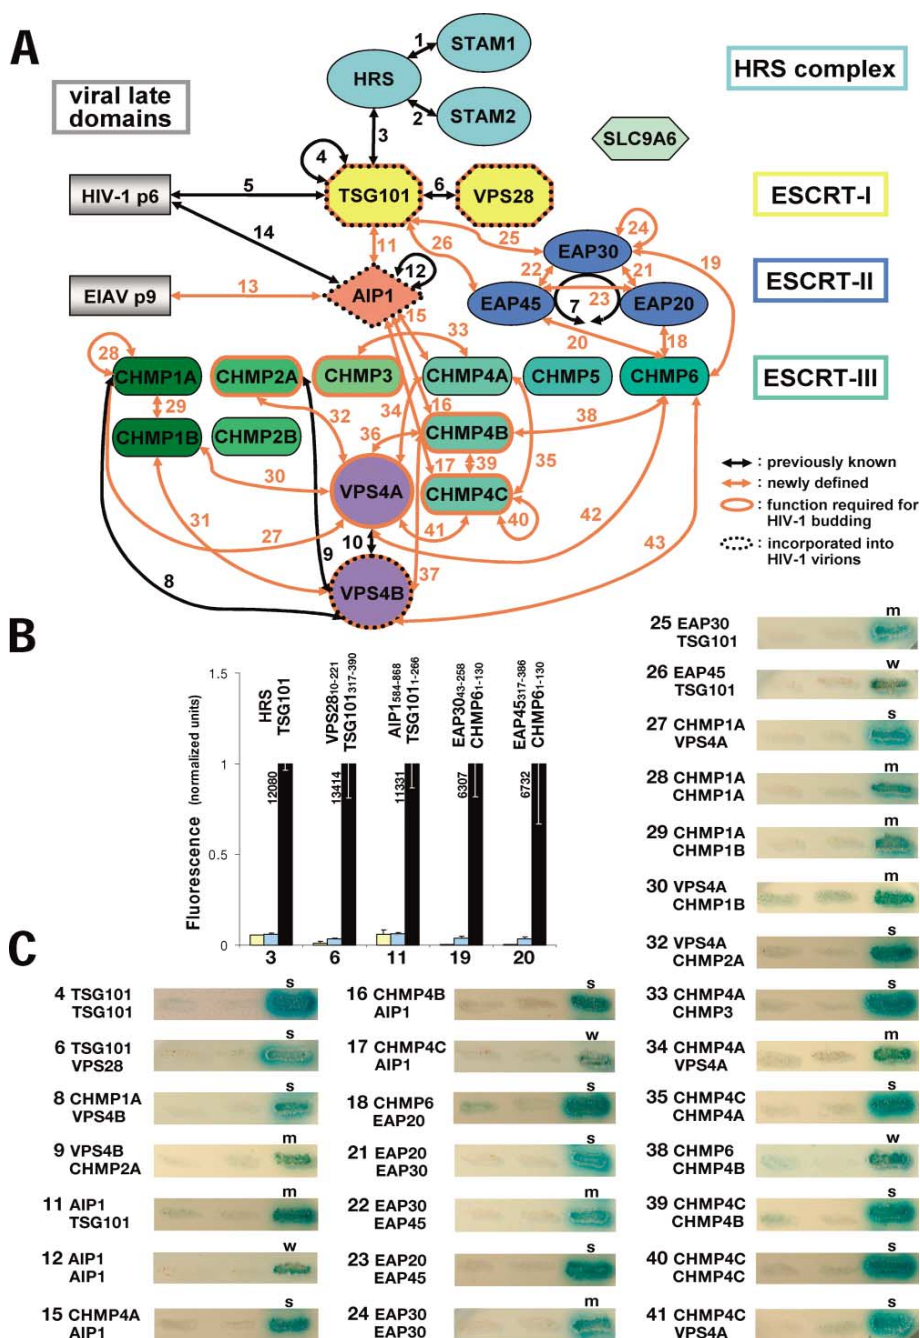 A
viral late
domains
HRS complex
ESCRT-I
ESCRT-II
ESCRT-III
STAM1
HRS
STAM2
SLC9A6
TSG101
VPS28
HIV-1 p6
EIAV p9
AIP1
EAP30
EAP45
EAP20
CHMP1A
CHMP2A
CHMP3
CHMP4A
CHMP5
CHMP6
CHMP1B
CHMP2B
CHMP4B
CHMP4C
VPS4A
VPS4B
1
2
3
4
5
6
14
11
26
25
24
19
13
12
22
21
23
7
15
20
18
28
33
29
32
34
16
38
36
17
39
35
30
31
27
41
40
42
10
9
37
43
8
: previously known
: newly defined
: function required for
HIV-1 budding
: incorporated into
HIV-1 virions
B
Fluorescence (normalized units)
1.5
1
0.5
0
HRS
TSG101
VPS28 10-221
TSG101 317-390
AIP1 584-868
TSG101 1-266
EAP30 43-258
CHMP6 1-130
EAP45 317-386
CHMP6 1-130
12080
13414
11331
6307
6732
3 6 11 19 20
C
4 TSG101
TSG101
s
6 TSG101
VPS28
s
8 CHMP1A
VPS4B
s
9 VPS4B
CHMP2A
m
11 AIP1
TSG101
m
12 AIP1
AIP1
w
15 CHMP4A
AIP1
s
16 CHMP4B
AIP1
s
17 CHMP4C
AIP1
w
18 CHMP6
EAP20
s
21 EAP20
EAP30
s
22 EAP30
EAP45
m
23 EAP20
EAP45
s
24 EAP30
EAP30
m
25 EAP30
TSG101
m
26 EAP45
TSG101
w
27 CHMP1A
VPS4A
s
28 CHMP1A
CHMP1A
m
29 CHMP1A
CHMP1B
m
30 VPS4A
CHMP1B
m
32 VPS4A
CHMP2A
s
33 CHMP4A
CHMP3
s
34 CHMP4A
VPS4A
m
35 CHMP4C
CHMP4A
s
38 CHMP6
CHMP4B
w
39 CHMP4C
CHMP4B
s
40 CHMP4C
CHMP4C
s
41 CHMP4C
VPS4A
s